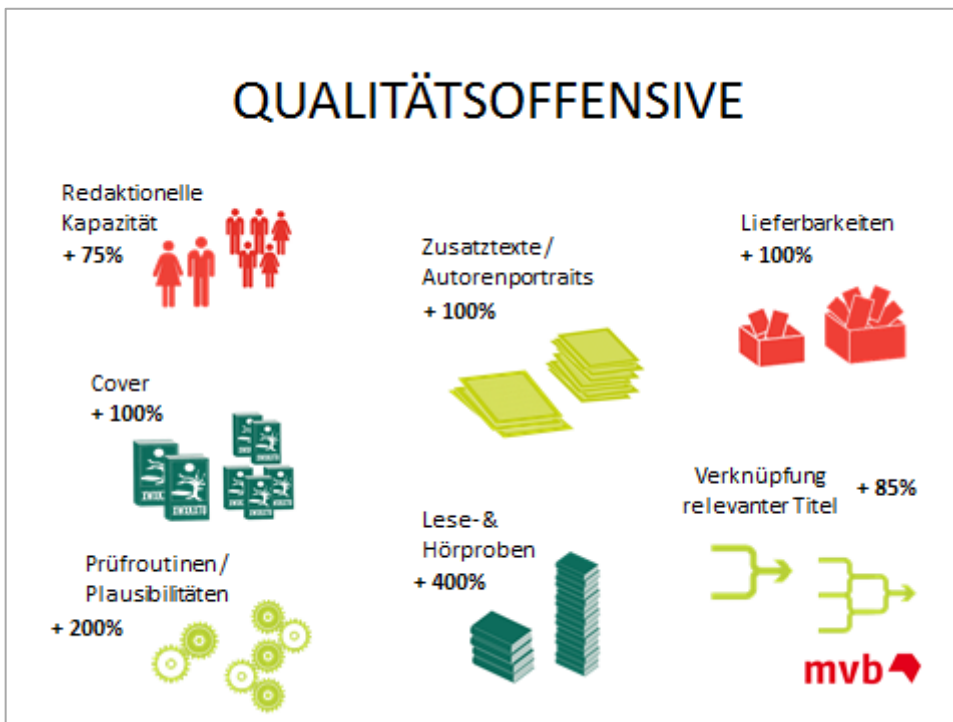 QUALITÄTSOFFENSIVE
Redaktionelle
Kapazität
+ 75%
Zusatztexte/
Autorenportraits
+ 100%
Lieferbarkeiten
+ 100%
Cover
+ 100%
Verknüpfung
relevanter Titel
+ 85%
Lese- &
Hörproben
+ 400%
Prüfroutinen/
Plausibilitäten
+ 200%
mvb